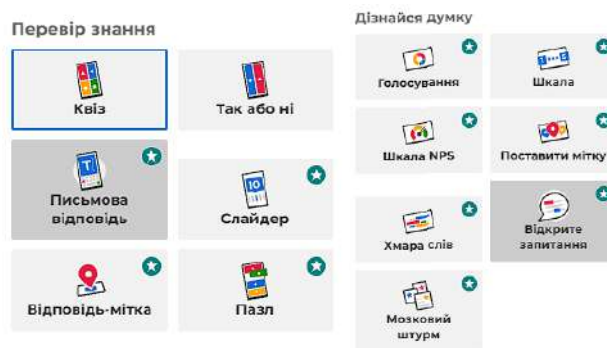 Перевір знання
Квіз
Так або ні
Письмова
відповідь
Слайдер
Відповідь-мітка
Пазл
Дізнайся думку
Голосування
Шкала
Шкала NPS
Поставити мітку
Хмара слів
Відкрите
запитання
Мозковий
штурм